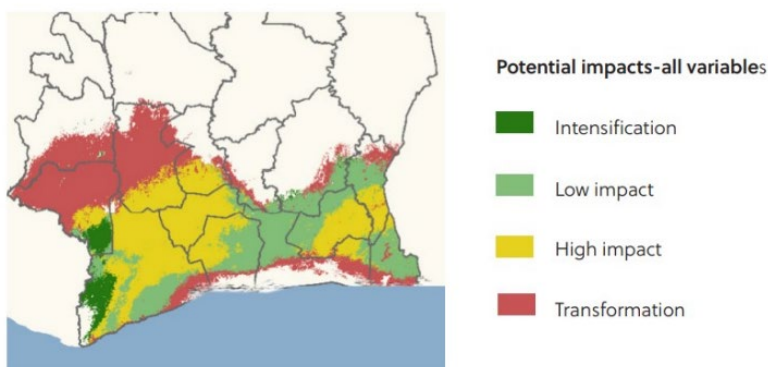 Potential impacts-all variables
Intensification
Low impact
High impact
Transformation